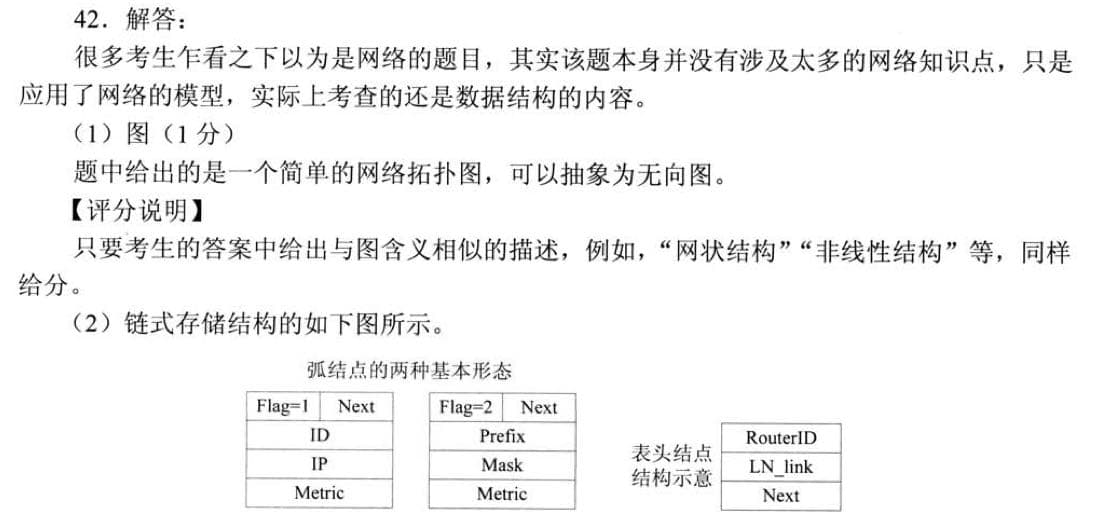 42．解答：
很多考生乍看之下以为是网络的题目，其实该题本身并没有涉及太多的网络知识点，只是
应用了网络的模型，实际上考查的还是数据结构的内容。
（1）图（1 分）
题中给出的是一个简单的网络拓扑图，可以抽象为无向图。
【评分说明】
只要考生的答案中给出与图含义相似的描述，例如，“网状结构”“非线性结构”等，同样
给分。
（2）链式存储结构的如下图所示。
弧结点的两种基本形态
Flag=1 Next
ID
IP
Metric
Flag=2 Next
Prefix
Mask
Metric
表头结点
结构示意
RouterID
LN_link
Next